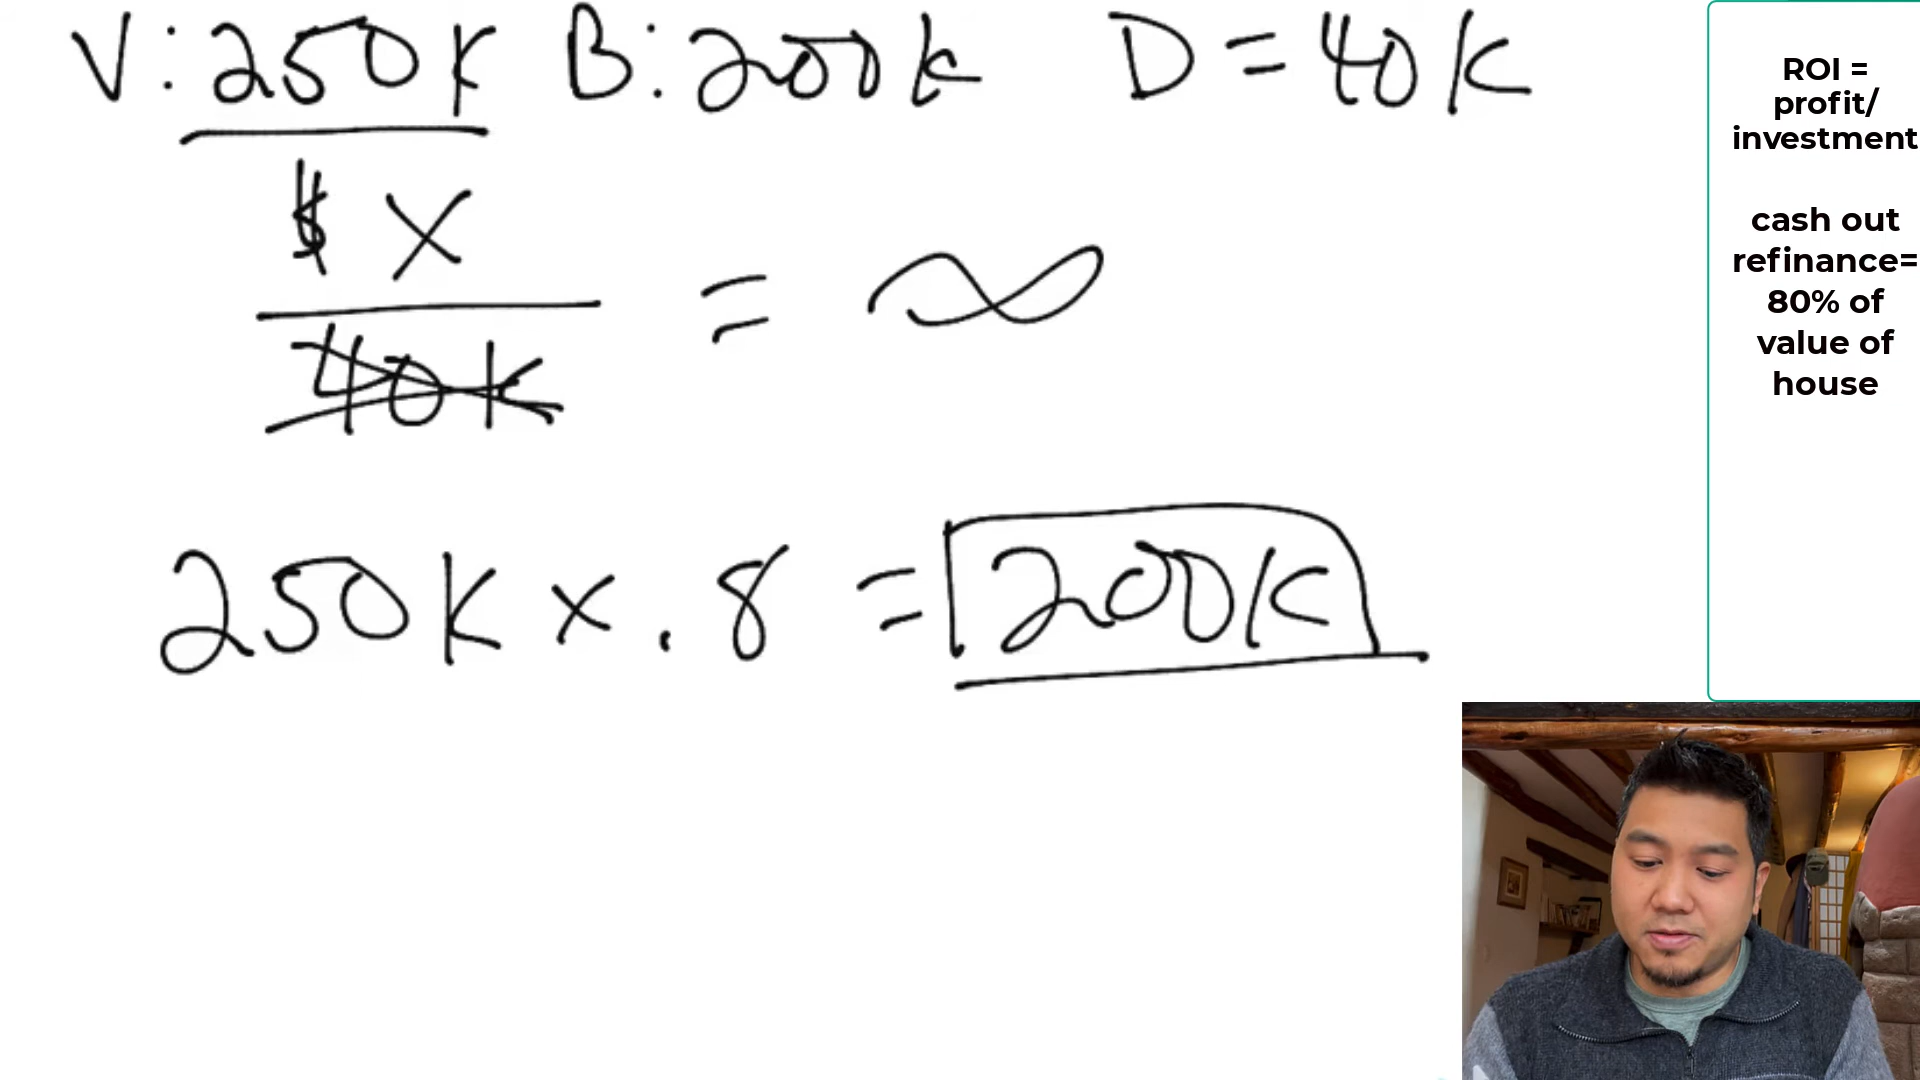 V: 250K B: 200k D = 40K
$ X
= ∞
40K
250K x .8 = 200K
ROI =
profit/
investment
cash out
refinance=
80% of
value of
house